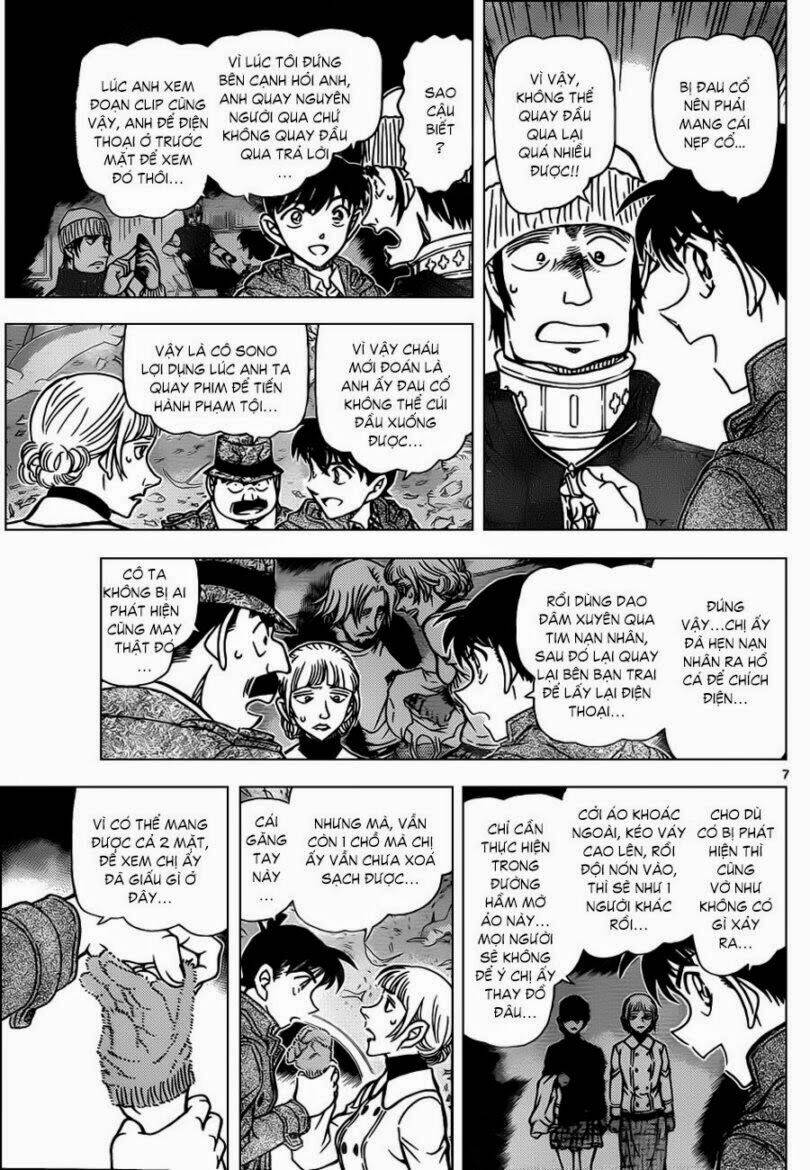 BỊ ĐAU CỔ
NÊN PHẢI
MANG CÁI
NẸP CỔ...
VÌ VẬY,
KHÔNG THỂ
QUAY ĐẦU
QUA LẠI
QUÁ NHIỀU
ĐƯỢC!!
SAO
CẬU
BIẾT
?
VÌ LÚC TÔI ĐỨNG
BÊN CẠNH HỎI ANH,
ANH QUAY NGUYÊN
NGƯỜI QUA CHỨ
KHÔNG QUAY ĐẦU
QUA TRẢ LỜI ...
LÚC ANH XEM
ĐOẠN CLIP CŨNG
VẬY, ANH ĐỂ ĐIỆN
THOẠI Ở TRƯỚC
MẶT ĐỂ XEM
ĐÓ THÔI...
VÌ VẬY CHÁU
MỚI ĐOÁN LÀ
ANH ẤY ĐAU CỔ
KHÔNG THỂ CÚI
ĐẦU XUỐNG
ĐƯỢC...
VẬY LÀ CÔ SONO
LỢI DỤNG LÚC ANH TA
QUAY PHIM ĐỂ TIẾN
HÀNH PHẠM TỘI...
ĐÚNG
VẬY...CHỊ ẤY
ĐÃ HẸN NẠN
NHÂN RA HỒ
CÁ ĐỂ CHÍCH
ĐIỆN...
RỒI DÙNG DAO
ĐÂM XUYÊN QUA
TIM NẠN NHÂN,
SAU ĐÓ LẠI QUAY
LẠI BÊN BẠN TRAI
ĐỂ LẤY LẠI ĐIỆN
THOẠI...
CÔ TA
KHÔNG BỊ AI
PHÁT HIỆN
CŨNG MAY
THẬT ĐÓ
...
7
CHO DÙ
CÓ BỊ PHÁT
HIỆN THÌ
CŨNG
VỜ NHƯ
KHÔNG CÓ
GÌ XẢY
RA...
CỞI ÁO KHOÁC
NGOÀI, KÉO VÁY
CAO LÊN, RỒI
ĐỘI NÓN VÀO,
THÌ SẼ NHƯ 1
NGƯỜI KHÁC
RỒI...
CHỈ CẦN
THỰC HIỆN
TRONG
ĐƯỜNG
HẦM MỜ
ẢO NÀY...
MỌI NGƯỜI
SẼ KHÔNG
ĐỂ Ý CHỊ ẤY
THAY ĐỒ
ĐÂU...
NHƯNG MÀ, VẪN
CÒN 1 CHỖ MÀ CHỊ
ẤY VẪN CHƯA XOÁ
SẠCH ĐƯỢC...
CÁI
GĂNG
TAY
NÀY
...
VÌ CÓ THỂ MANG
ĐƯỢC CẢ 2 MẶT,
ĐỂ XEM CHỊ ẤY
ĐÃ GIẤU GÌ Ở
ĐÂY...